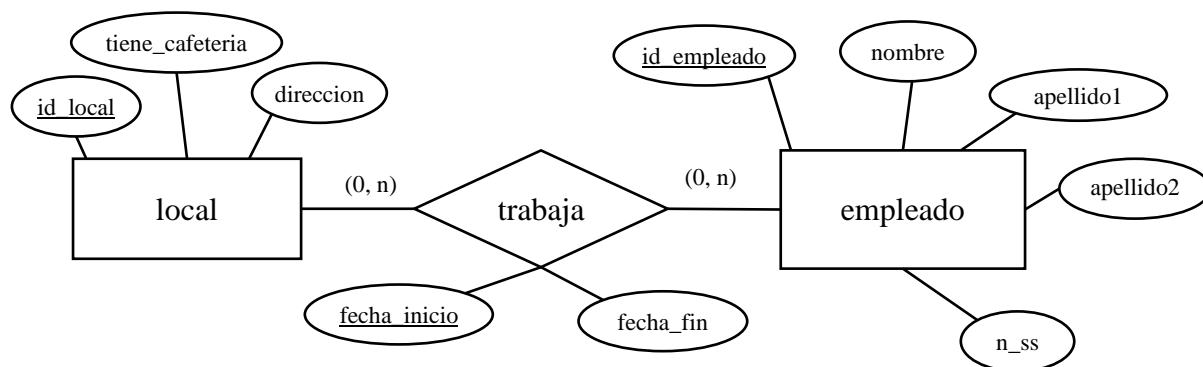 tiene_cafeteria
id_local
direccion
local
(0, n)
trabaja
(0, n)
fecha_inicio
fecha_fin
id_empleado
nombre
apellido1
apellido2
empleado
n_ss